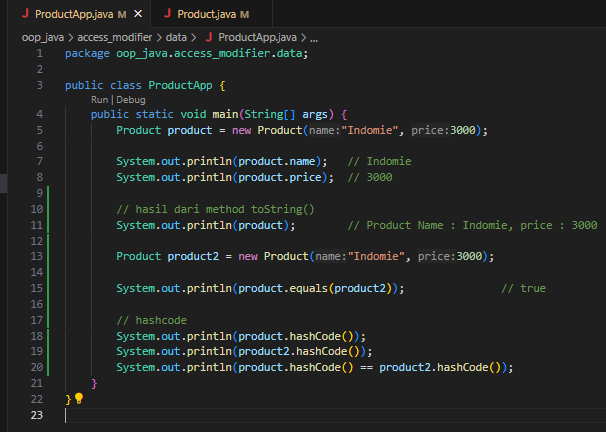 J ProductApp.java M × J Product.java M
oop_java > access_modifier > data > J ProductApp.java > ...
1 package oop_java.access_modifier.data;
2
3 public class ProductApp {
Run | Debug
4 public static void main(String[] args) {
5 Product product = new Product(name:"Indomie", price:3000);
6
7 System.out.println(product.name); // Indomie
8 System.out.println(product.price); // 3000
9
10 // hasil dari method toString()
11 System.out.println(product); // Product Name : Indomie, price : 3000
12
13 Product product2 = new Product(name:"Indomie", price:3000);
14
15 System.out.println(product.equals(product2)); // true
16
17 // hashcode
18 System.out.println(product.hashCode());
19 System.out.println(product2.hashCode());
20 System.out.println(product.hashCode() == product2.hashCode());
21 }
22 }
23